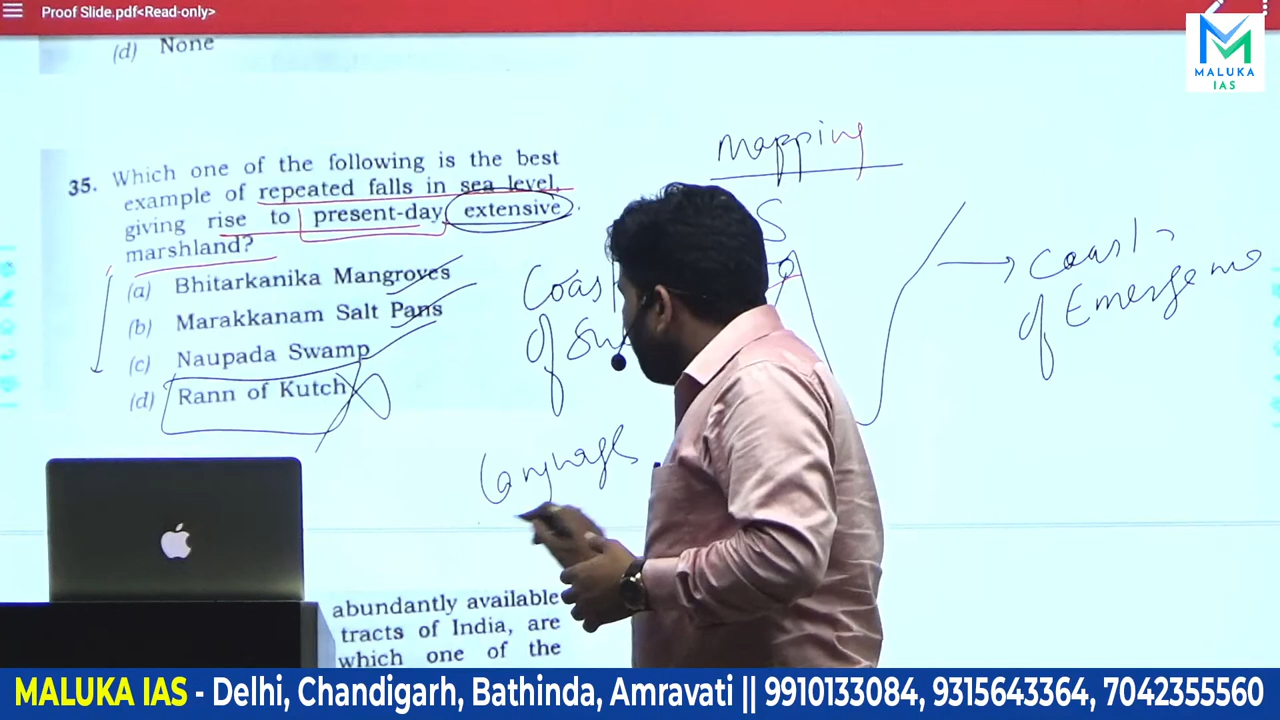 Proof Slide.pdf<Read-only>
MALUKA
IAS
(d) None
Mapping
35. Which one of the following is the best
example of repeated falls in sea level,
giving rise to present-day extensive
marshland?
(a) Bhitarkanika Mangroves
(b) Marakkanam Salt Pans
(c) Naupada Swamp
(d) Rann of Kutch
S
Coast
of
Coast
of Emergence
Language
abundantly available
tracts of India, are
which one of the
MALUKA IAS - Delhi, Chandigarh, Bathinda, Amravati || 9910133084, 9315643364, 7042355560